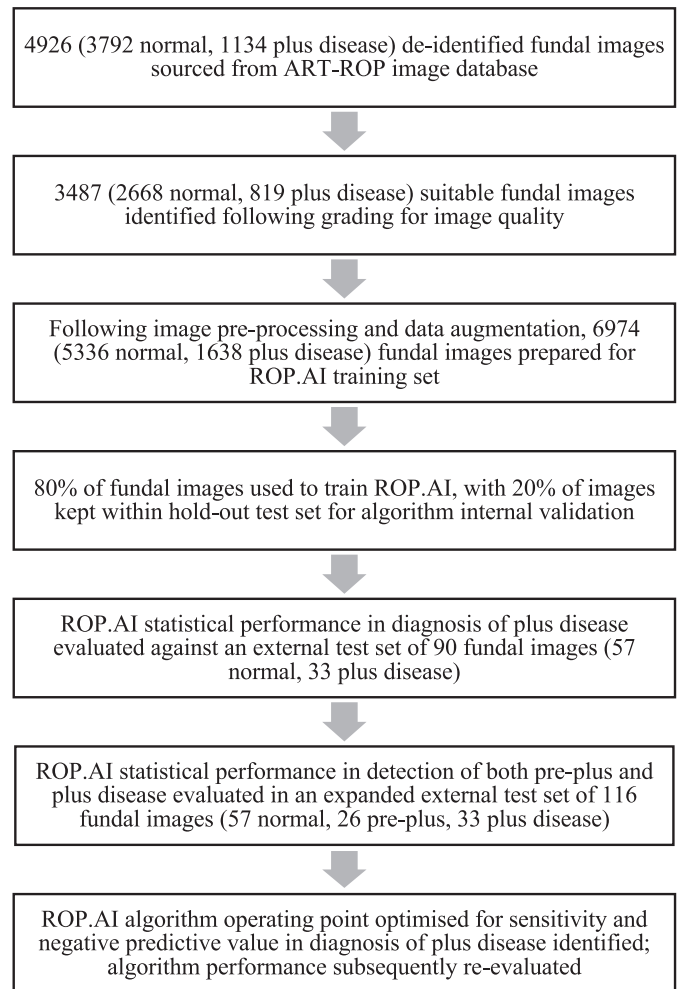 4926 (3792 normal, 1134 plus disease) de-identified fundal images
sourced from ART-ROP image database
3487 (2668 normal, 819 plus disease) suitable fundal images
identified following grading for image quality
Following image pre-processing and data augmentation, 6974
(5336 normal, 1638 plus disease) fundal images prepared for
ROP.AI training set
80% of fundal images used to train ROP.AI, with 20% of images
kept within hold-out test set for algorithm internal validation
ROP.AI statistical performance in diagnosis of plus disease
evaluated against an external test set of 90 fundal images (57
normal, 33 plus disease)
ROP.AI statistical performance in detection of both pre-plus and
plus disease evaluated in an expanded external test set of 116
fundal images (57 normal, 26 pre-plus, 33 plus disease)
ROP.AI algorithm operating point optimised for sensitivity and
negative predictive value in diagnosis of plus disease identified;
algorithm performance subsequently re-evaluated